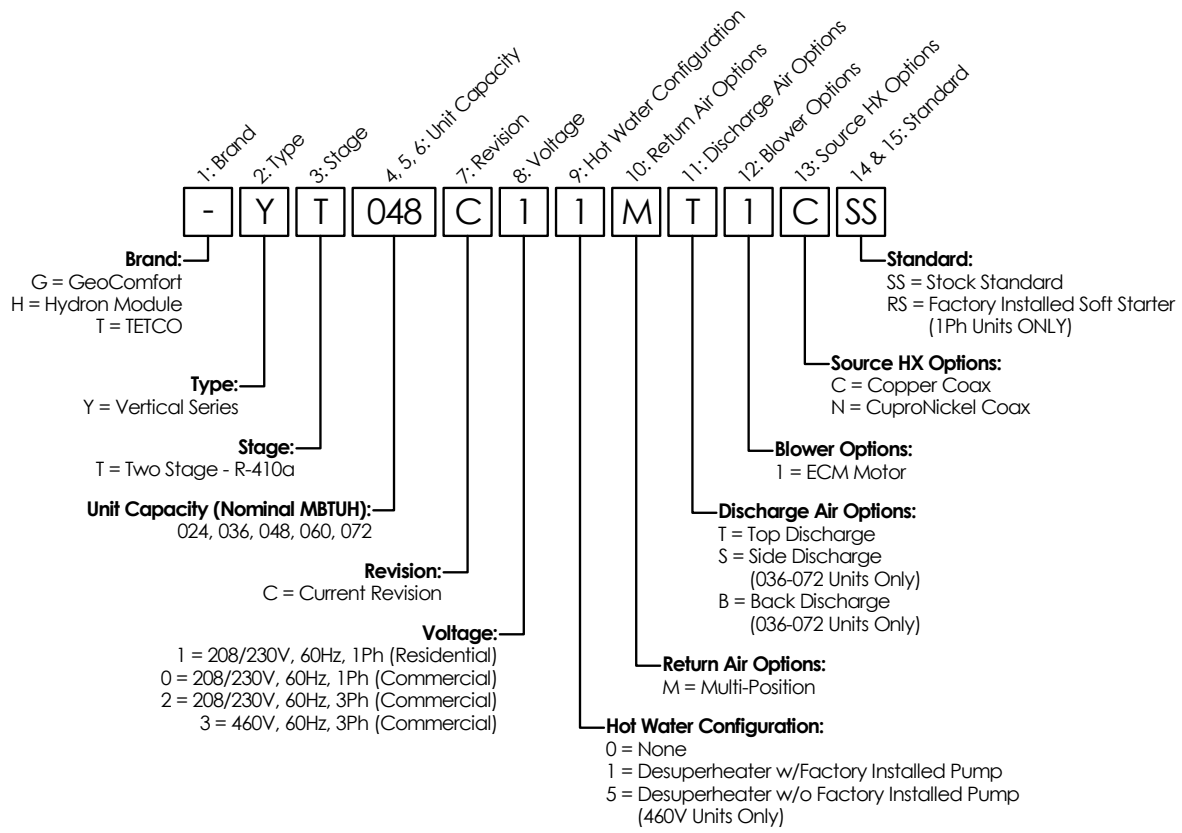 1: Brand
2: Type
3: Stage
4, 5, 6: Unit Capacity
7: Revision
8: Voltage
9: Hot Water Configuration
10: Return Air Options
11: Discharge Air Options
12: Blower Options
13: Source HX Options
14 & 15: Standard
- Y T 048 C 1 1 M T 1 C SS
Brand:
G = GeoComfort
H = Hydron Module
T = TETCO
Type:
Y = Vertical Series
Stage:
T = Two Stage - R-410a
Unit Capacity (Nominal MBTUH):
024, 036, 048, 060, 072
Revision:
C = Current Revision
Voltage:
1 = 208/230V, 60Hz, 1Ph (Residential)
0 = 208/230V, 60Hz, 1Ph (Commercial)
2 = 208/230V, 60Hz, 3Ph (Commercial)
3 = 460V, 60Hz, 3Ph (Commercial)
Standard:
SS = Stock Standard
RS = Factory Installed Soft Starter
(1Ph Units ONLY)
Source HX Options:
C = Copper Coax
N = CuproNickel Coax
Blower Options:
1 = ECM Motor
Discharge Air Options:
T = Top Discharge
S = Side Discharge
(036-072 Units Only)
B = Back Discharge
(036-072 Units Only)
Return Air Options:
M = Multi-Position
Hot Water Configuration:
0 = None
1 = Desuperheater w/Factory Installed Pump
5 = Desuperheater w/o Factory Installed Pump
(460V Units Only)